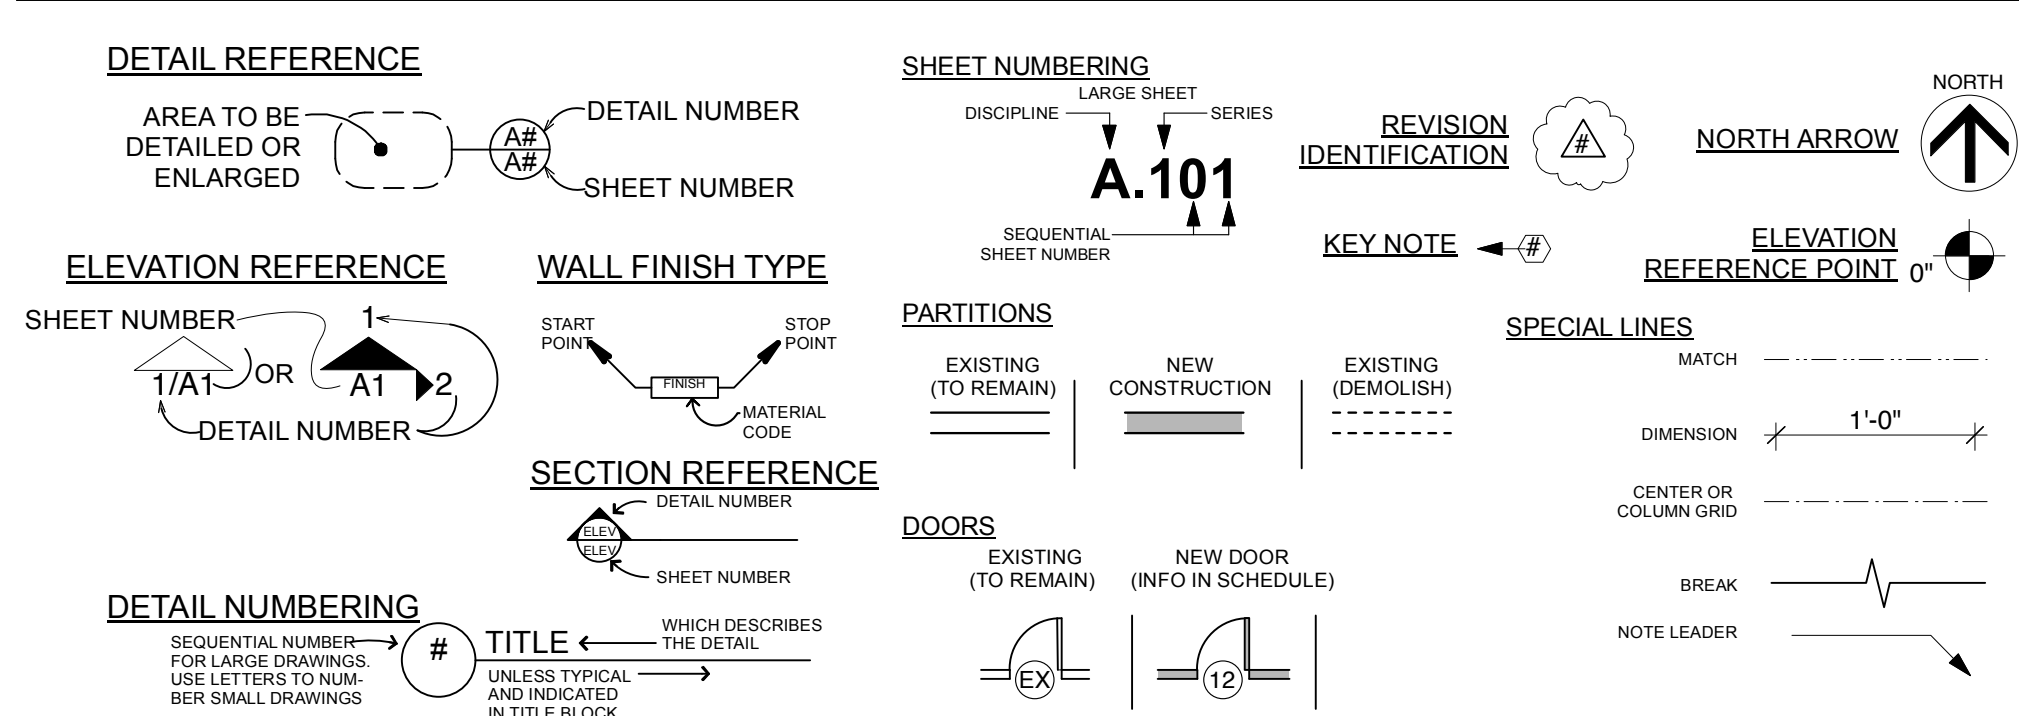 DETAIL REFERENCE
AREA TO BE
DETAILED OR
ENLARGED
A#
A#
DETAIL NUMBER
SHEET NUMBER
ELEVATION REFERENCE
SHEET NUMBER
1/A1
OR
1
A1
2
DETAIL NUMBER
WALL FINISH TYPE
START
POINT
STOP
POINT
FINISH
MATERIAL
CODE
SECTION REFERENCE
DETAIL NUMBER
ELEV
ELEV
SHEET NUMBER
DETAIL NUMBERING
SEQUENTIAL NUMBER
FOR LARGE DRAWINGS.
USE LETTERS TO NUM-
BER SMALL DRAWINGS
#
TITLE
WHICH DESCRIBES
THE DETAIL
UNLESS TYPICAL
AND INDICATED
IN TITLE BLOCK
SHEET NUMBERING
LARGE SHEET
DISCIPLINE
SERIES
A.101
SEQUENTIAL
SHEET NUMBER
REVISION
IDENTIFICATION
#
KEY NOTE
#
NORTH
NORTH ARROW
ELEVATION
REFERENCE POINT
0"
PARTITIONS
EXISTING
(TO REMAIN)
NEW
CONSTRUCTION
EXISTING
(DEMOLISH)
DOORS
EXISTING
(TO REMAIN)
EX
NEW DOOR
(INFO IN SCHEDULE)
12
SPECIAL LINES
MATCH
DIMENSION
1'-0"
CENTER OR
COLUMN GRID
BREAK
NOTE LEADER